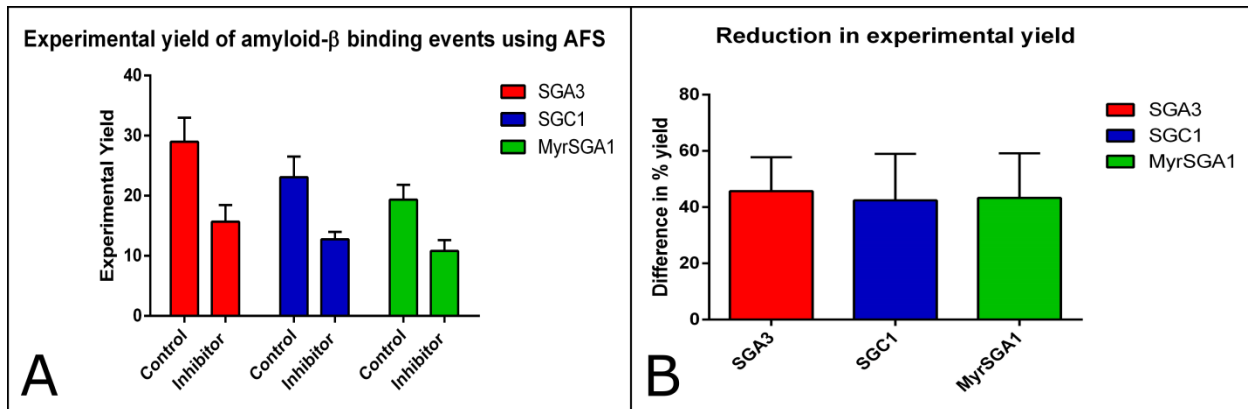 Experimental yield of amyloid-β binding events using AFS
40
30
20
10
0
Experimental Yield
Control
Inhibitor
Control
Inhibitor
Control
Inhibitor
SGA3
SGC1
MyrSGA1
A
Reduction in experimental yield
80
60
40
20
0
Difference in % yield
SGA3
SGC1
MyrSGA1
SGA3
SGC1
MyrSGA1
B